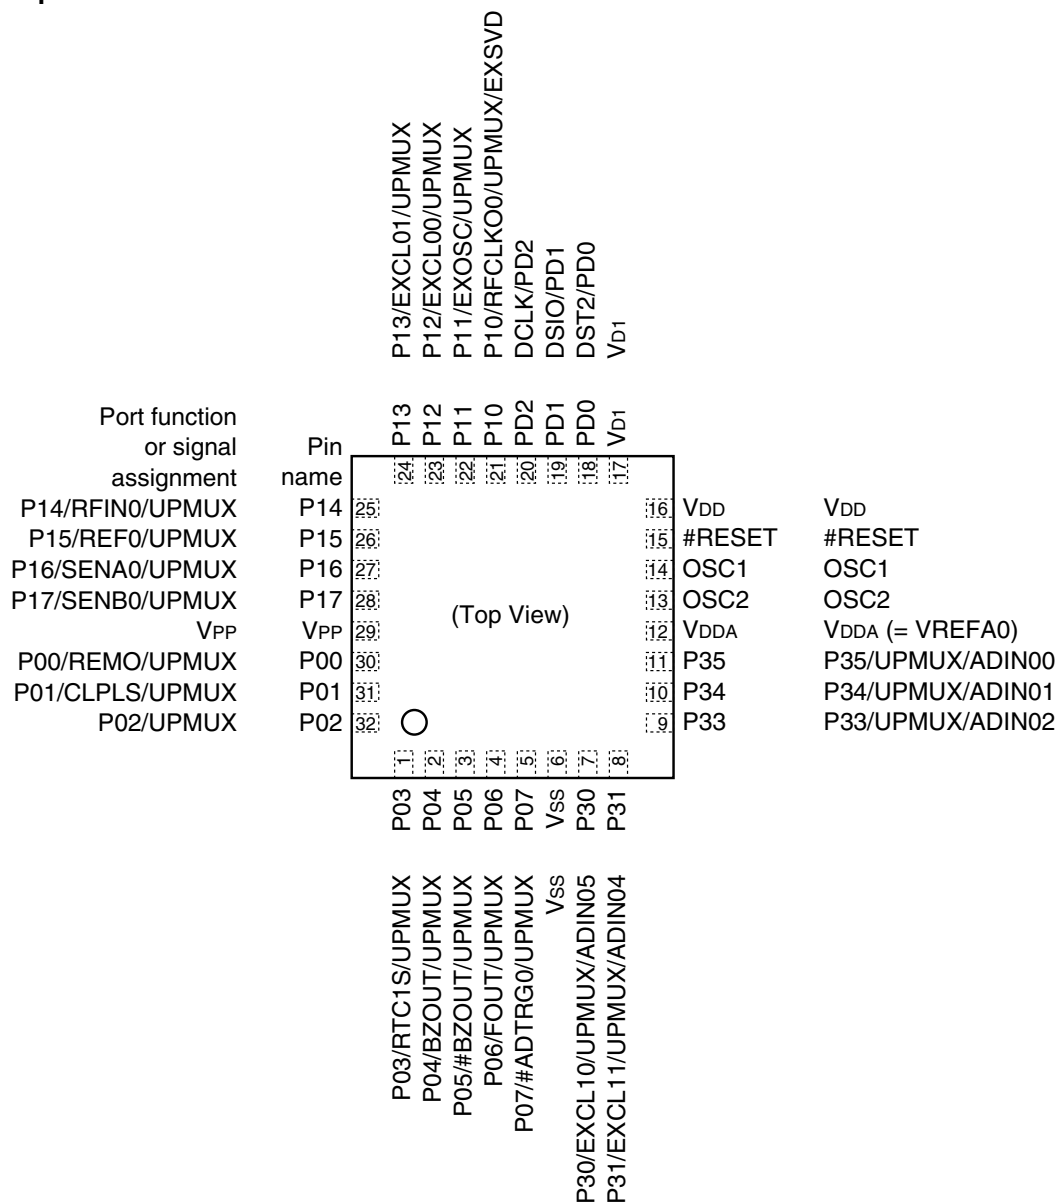 P13/EXCL01/UPMUX
P12/EXCL00/UPMUX
P11/EXOSC/UPMUX
P10/RFCLKO0/UPMUX/EXSVD
DCLK/PD2
DSIO/PD1
DST2/PD0
VD1
P13
P12
P11
P10
PD2
PD1
PD0
VD1
Port function
or signal
assignment
Pin
name
24
23
22
21
20
19
18
17
P14/RFIN0/UPMUX P14 25
P15/REF0/UPMUX P15 26
P16/SENA0/UPMUX P16 27
P17/SENB0/UPMUX P17 28
VPP VPP 29
P00/REMO/UPMUX P00 30
P01/CLPLS/UPMUX P01 31
P02/UPMUX P02 32
(Top View)
16 VDD VDD
15 #RESET #RESET
14 OSC1 OSC1
13 OSC2 OSC2
12 VDDA VDDA (= VREFA0)
11 P35 P35/UPMUX/ADIN00
10 P34 P34/UPMUX/ADIN01
9 P33 P33/UPMUX/ADIN02
1
2
3
4
5
6
7
8
P03
P04
P05
P06
P07
VSS
P30
P31
P03/RTC1S/UPMUX
P04/BZOUT/UPMUX
P05/#BZOUT/UPMUX
P06/FOUT/UPMUX
P07/#ADTRG0/UPMUX
VSS
P30/EXCL10/UPMUX/ADIN05
P31/EXCL11/UPMUX/ADIN04